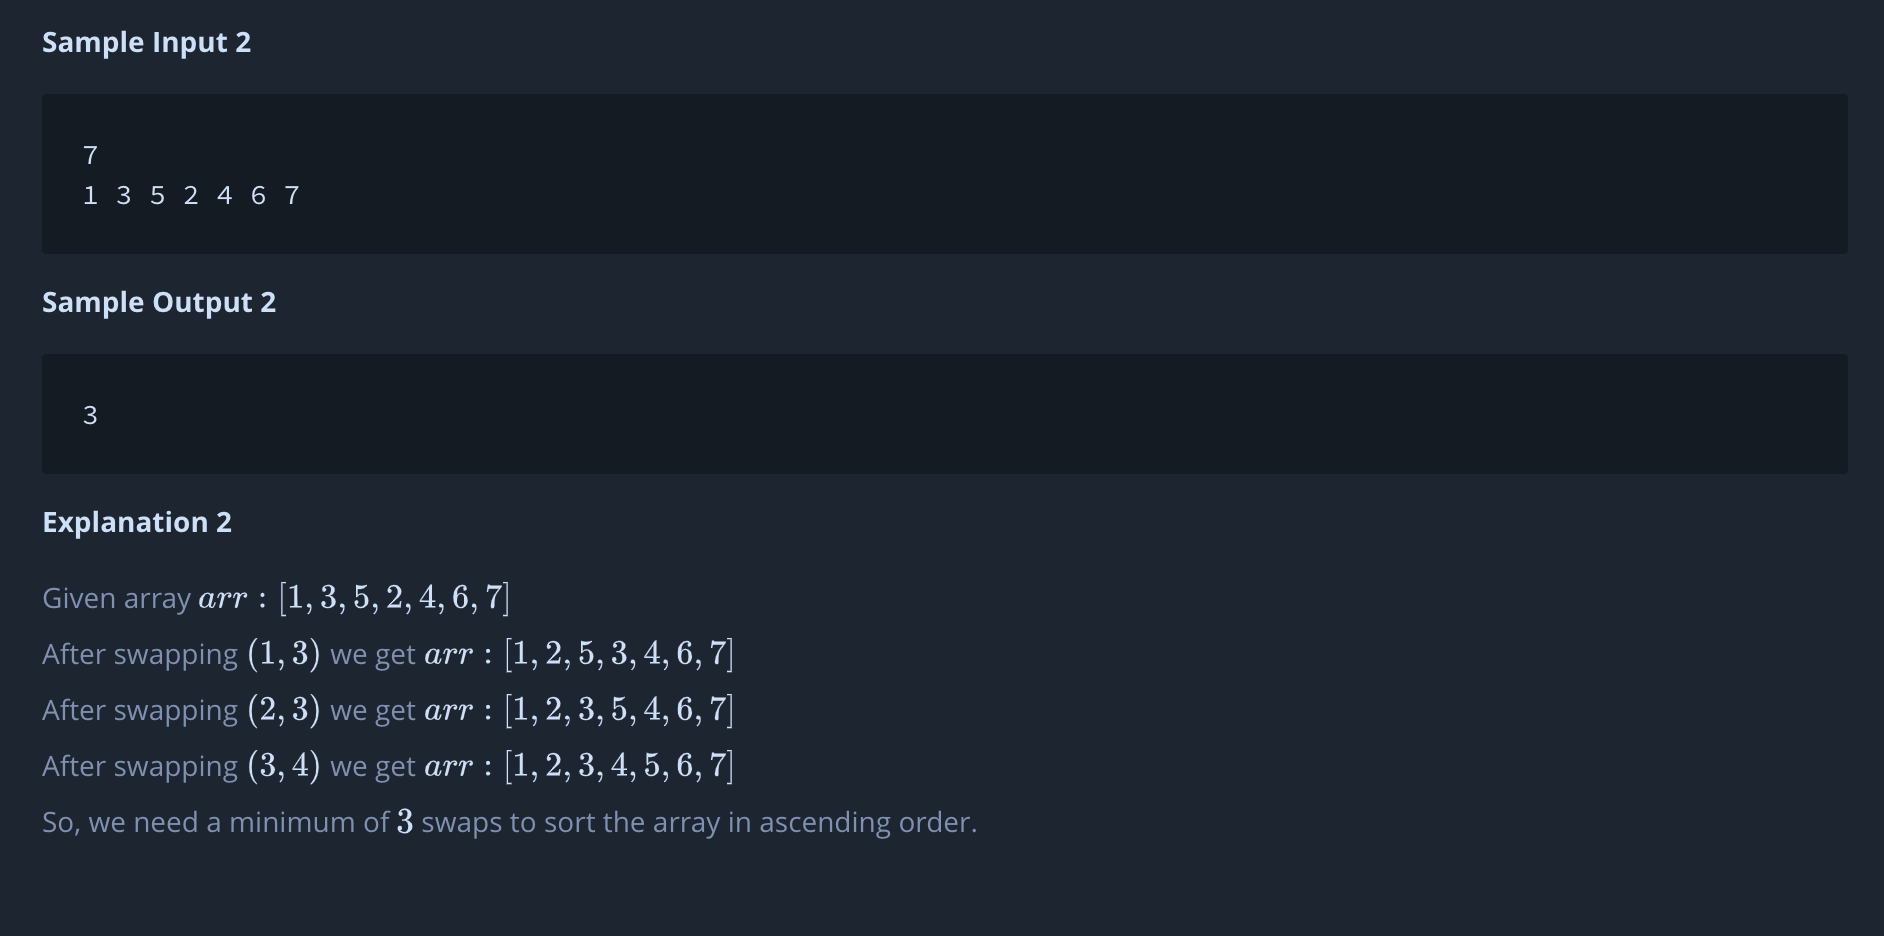 Sample Input 2
7
1 3 5 2 4 6 7
Sample Output 2
3
Explanation 2
Given array arr : [1, 3, 5, 2, 4, 6, 7]
After swapping (1, 3) we get arr : [1, 2, 5, 3, 4, 6, 7]
After swapping (2, 3) we get arr : [1, 2, 3, 5, 4, 6, 7]
After swapping (3, 4) we get arr : [1, 2, 3, 4, 5, 6, 7]
So, we need a minimum of 3 swaps to sort the array in ascending order.